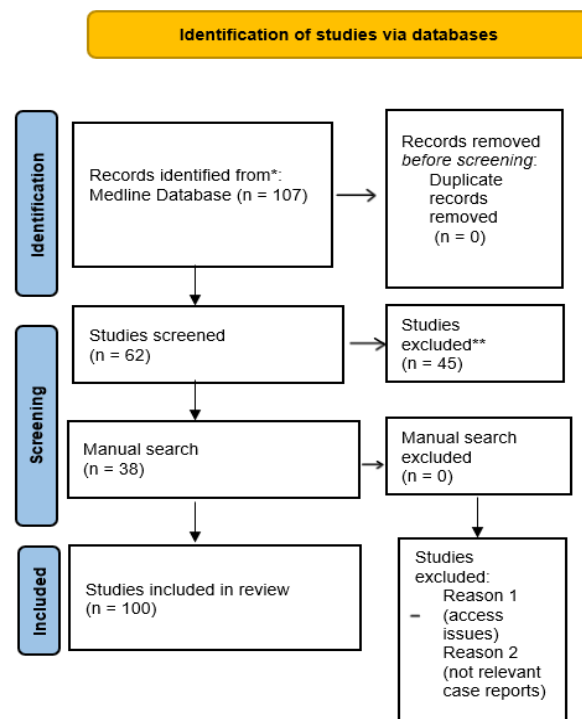 Identification of studies via databases
Identification
Records identified from*:
Medline Database (n = 107)
Records removed
before screening:
Duplicate
records
removed
(n = 0)
Screening
Studies screened
(n = 62)
Studies
excluded**
(n = 45)
Manual search
(n = 38)
Manual search
excluded
(n = 0)
Included
Studies included in review
(n = 100)
Studies
excluded:
Reason 1
– (access
issues)
Reason 2
(not relevant
case reports)